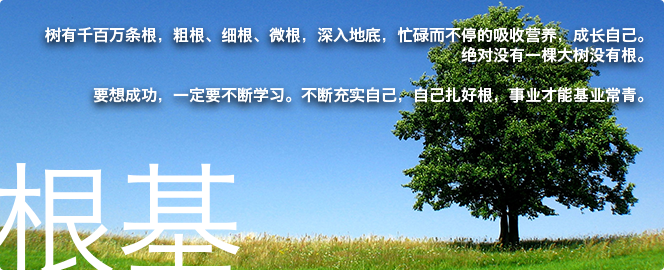 树有千百万条根，粗根、细根、微根，深入地底，忙碌而不停的吸收营养，成长自己。
绝对没有一棵大树没有根。
要想成功，一定要不断学习。不断充实自己，自己扎好根，事业才能基业常青。
根基